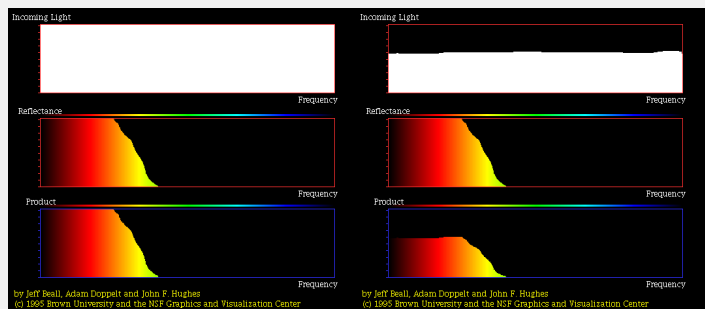 Incoming Light
Frequency
Reflectance
Frequency
Product
Frequency
by Jeff Beall, Adam Doppelt and John F. Hughes
(c) 1995 Brown University and the NSF Graphics and Visualization Center
Incoming Light
Frequency
Reflectance
Frequency
Product
Frequency
by Jeff Beall, Adam Doppelt and John F. Hughes
(c) 1995 Brown University and the NSF Graphics and Visualization Center